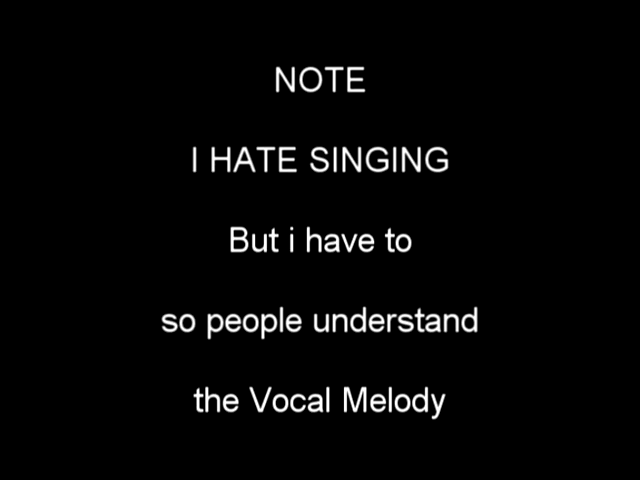 NOTE
I HATE SINGING
But i have to
so people understand
the Vocal Melody